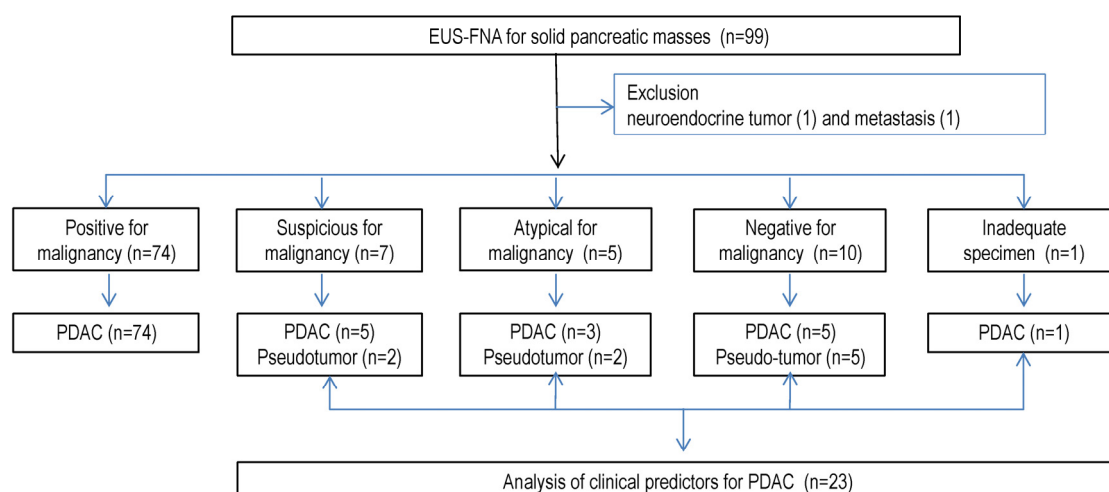 EUS-FNA for solid pancreatic masses (n=99)
Exclusion
neuroendocrine tumor (1) and metastasis (1)
Positive for
malignancy (n=74)
Suspicious for
malignancy (n=7)
Atypical for
malignancy (n=5)
Negative for
malignancy (n=10)
Inadequate
specimen (n=1)
PDAC (n=74)
PDAC (n=5)
Pseudotumor (n=2)
PDAC (n=3)
Pseudotumor (n=2)
PDAC (n=5)
Pseudo-tumor (n=5)
PDAC (n=1)
Analysis of clinical predictors for PDAC (n=23)